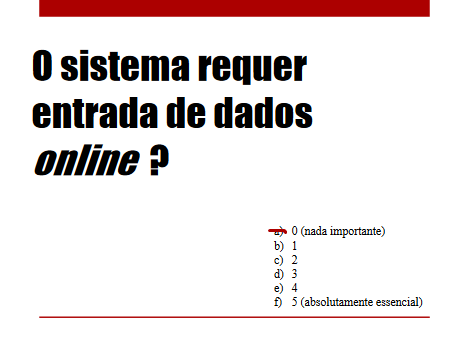 O sistema requer
entrada de dados
online ?
a) 0 (nada importante)
b) 1
c) 2
d) 3
e) 4
f) 5 (absolutamente essencial)